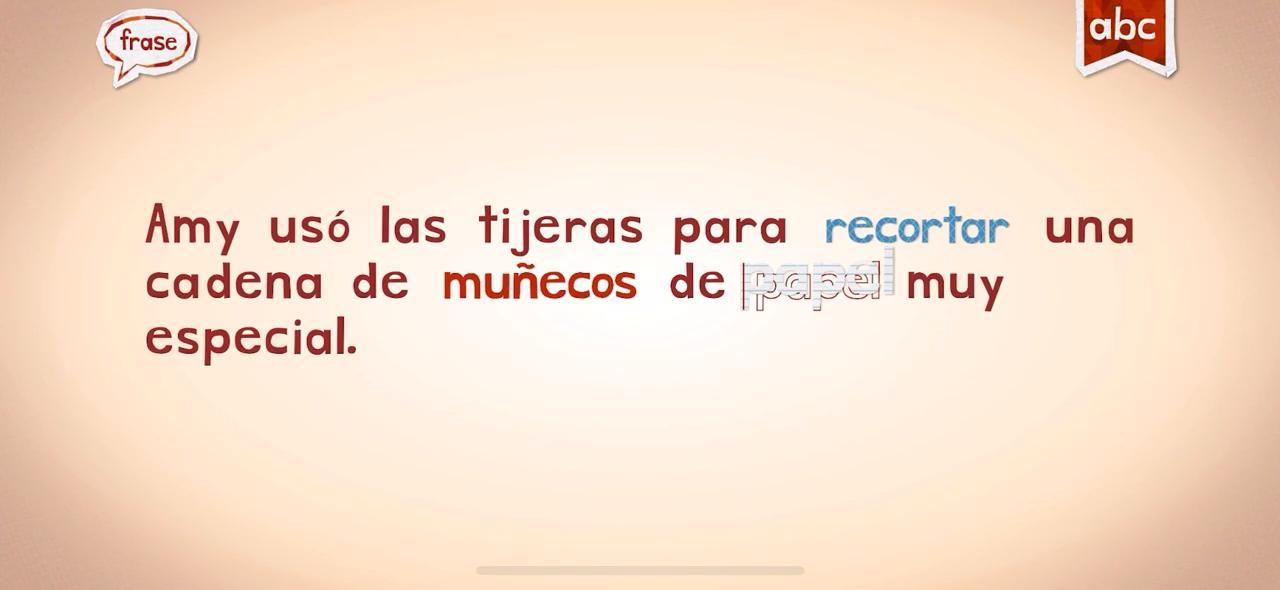 frase
abc
Amy usó las tijeras para recortar una
cadena de muñecos de papel muy
especial.